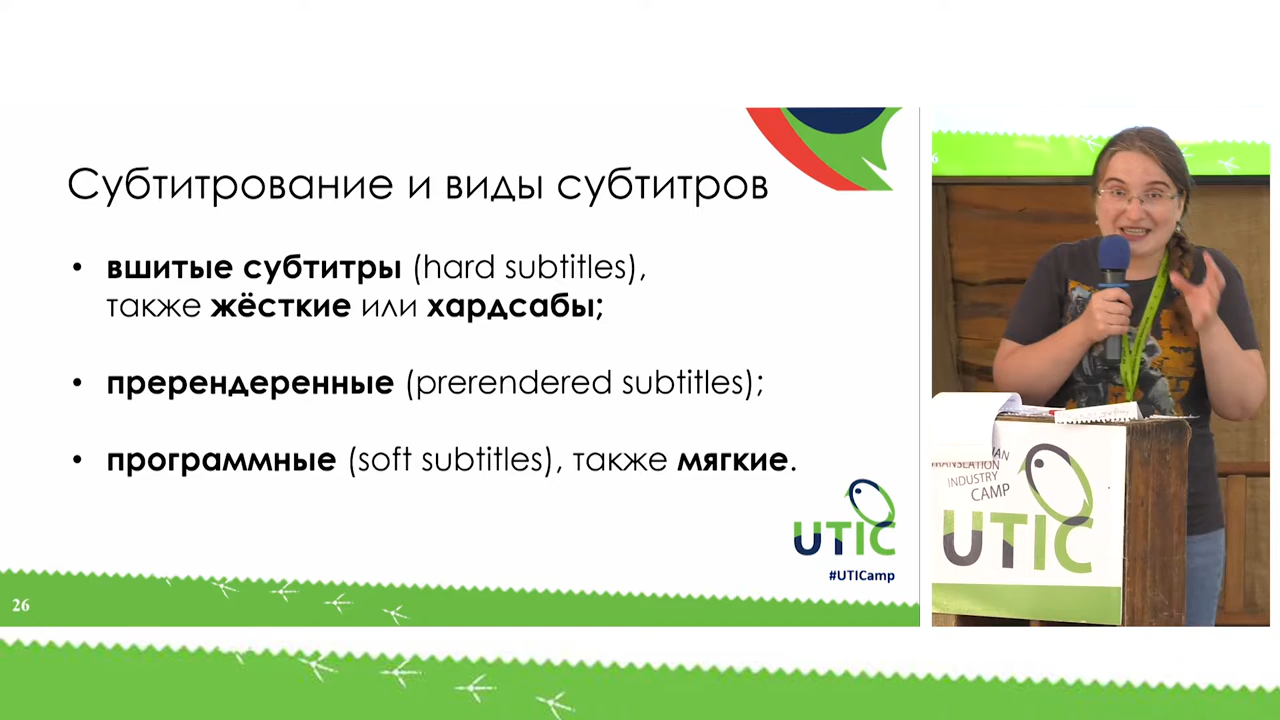 Субтитрование и виды субтитров
• вшитые субтитры (hard subtitles),
также жёсткие или хардсабы;
• пререндеренные (prerendered subtitles);
• программные (soft subtitles), также мягкие.
UTIC
#UTICamp
26
6
TRANSLATION
INDUSTRY
CAMP
UTIC